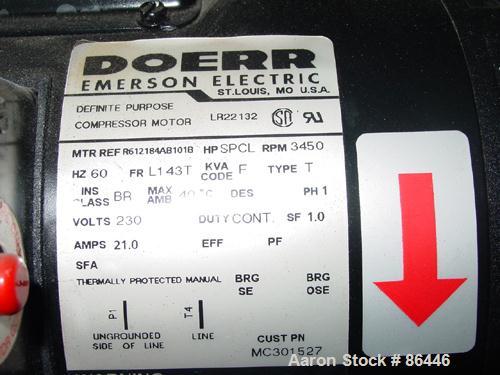 DOERR
EMERSON ELECTRIC
ST. LOUIS, MO U.S.A.
DEFINITE PURPOSE
COMPRESSOR MOTOR LR22132
MTR REF R612184AB101B HP SPCL RPM 3450
HZ 60 FR L143T KVA CODE F TYPE T
INS CLASS BR MAX AMB DES PH 1
VOLTS 230 DUTY CONT. SF 1.0
AMPS 21.0 EFF PF
SFA
THERMALLY PROTECTED MANUAL BRG SE BRG OSE
P1 T4
UNGROUNDED SIDE OF LINE LINE
CUST PN
MC301527
Aaron Stock # 86446